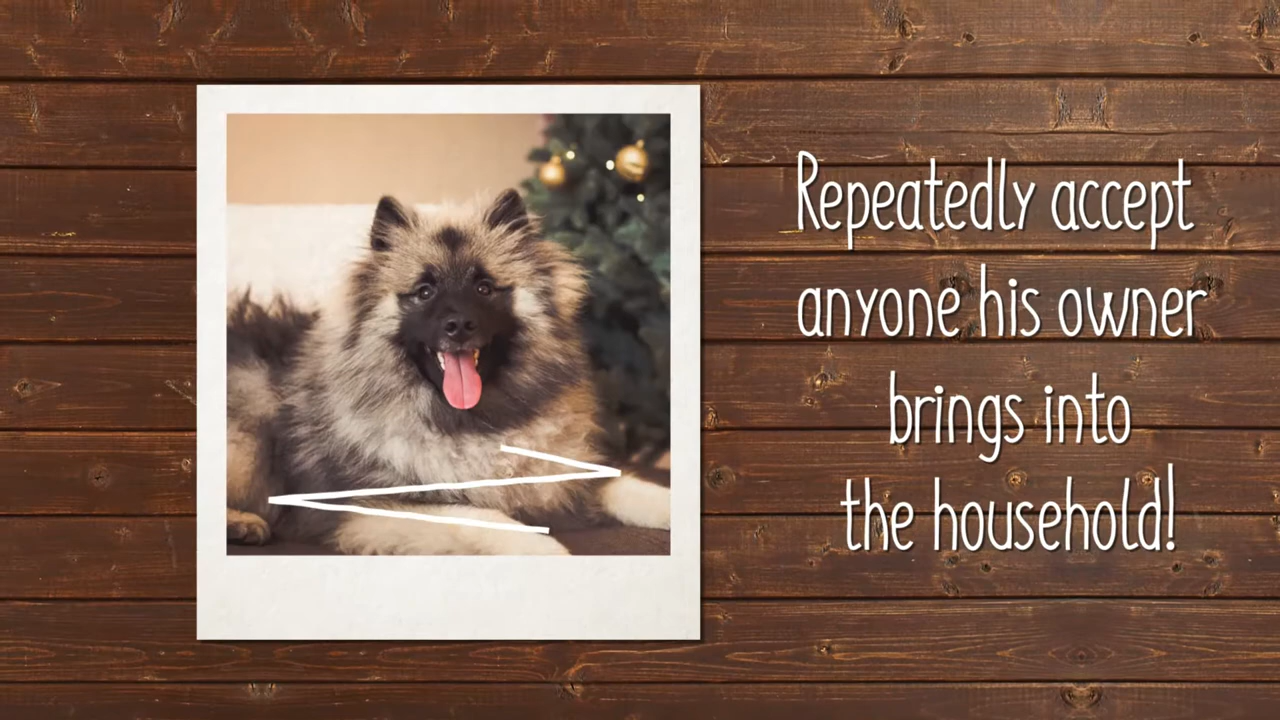 Repeatedly accept
anyone his owner
brings into
the household!